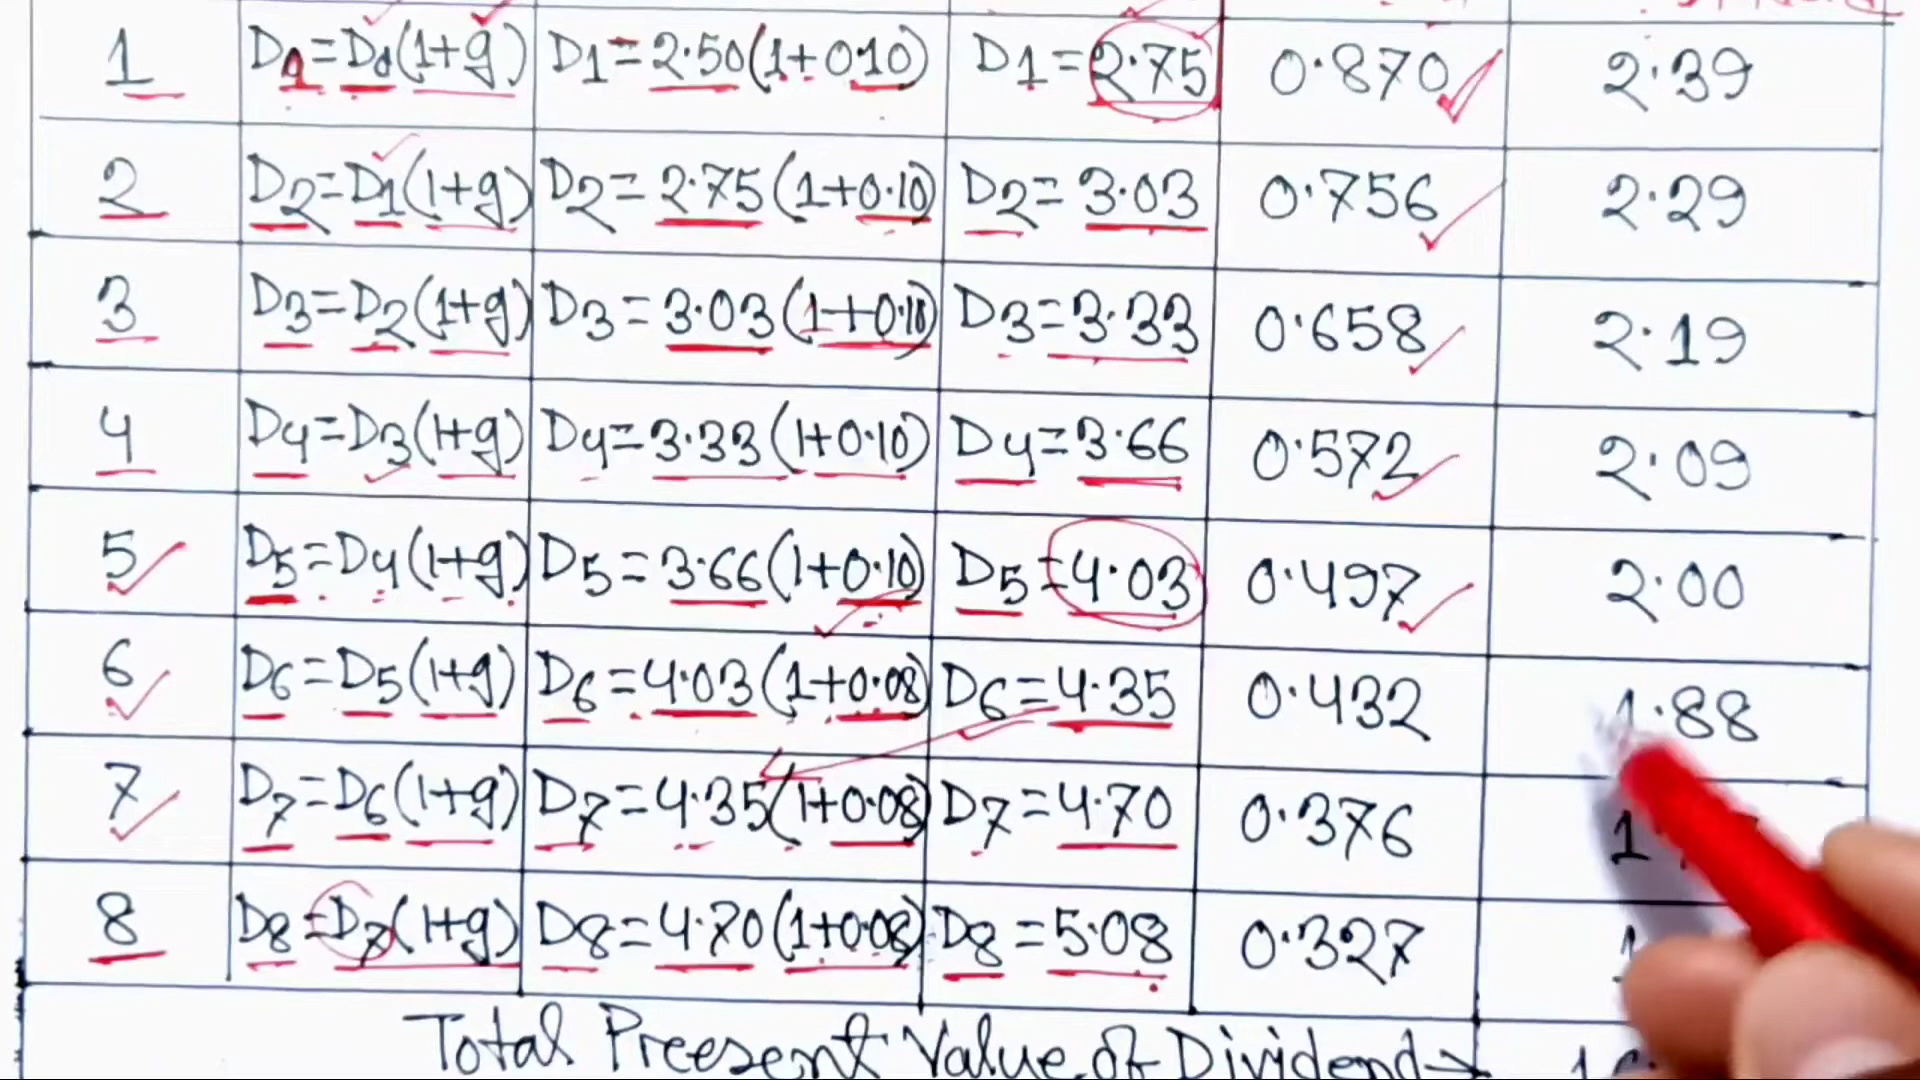 1 D1=D0(1+g) D1=2.50(1+0.10) D1=2.75 0.870 2.39
2 D2=D1(1+g) D2=2.75(1+0.10) D2=3.03 0.756 2.29
3 D3=D2(1+g) D3=3.03(1+0.10) D3=3.33 0.658 2.19
4 D4=D3(1+g) D4=3.33(1+0.10) D4=3.66 0.572 2.09
5 D5=D4(1+g) D5=3.66(1+0.10) D5=4.03 0.497 2.00
6 D6=D5(1+g) D6=4.03(1+0.08) D6=4.35 0.432 1.88
7 D7=D6(1+g) D7=4.35(1+0.08) D7=4.70 0.376
8 D8=D7(1+g) D8=4.70(1+0.08) D8=5.08 0.327
Total Preesent Value of Dividend→